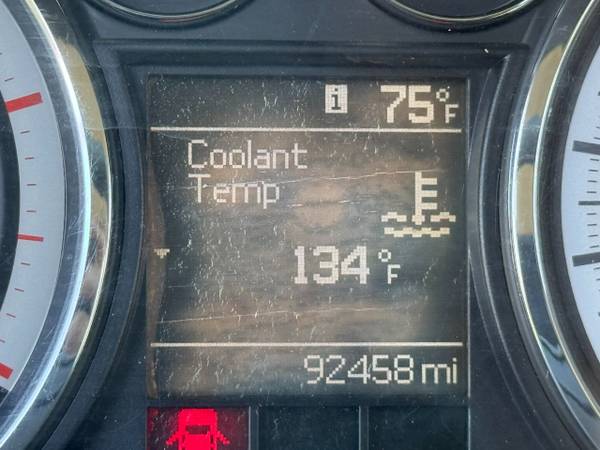 i 75°F
Coolant
Temp
134°F
92458 mi